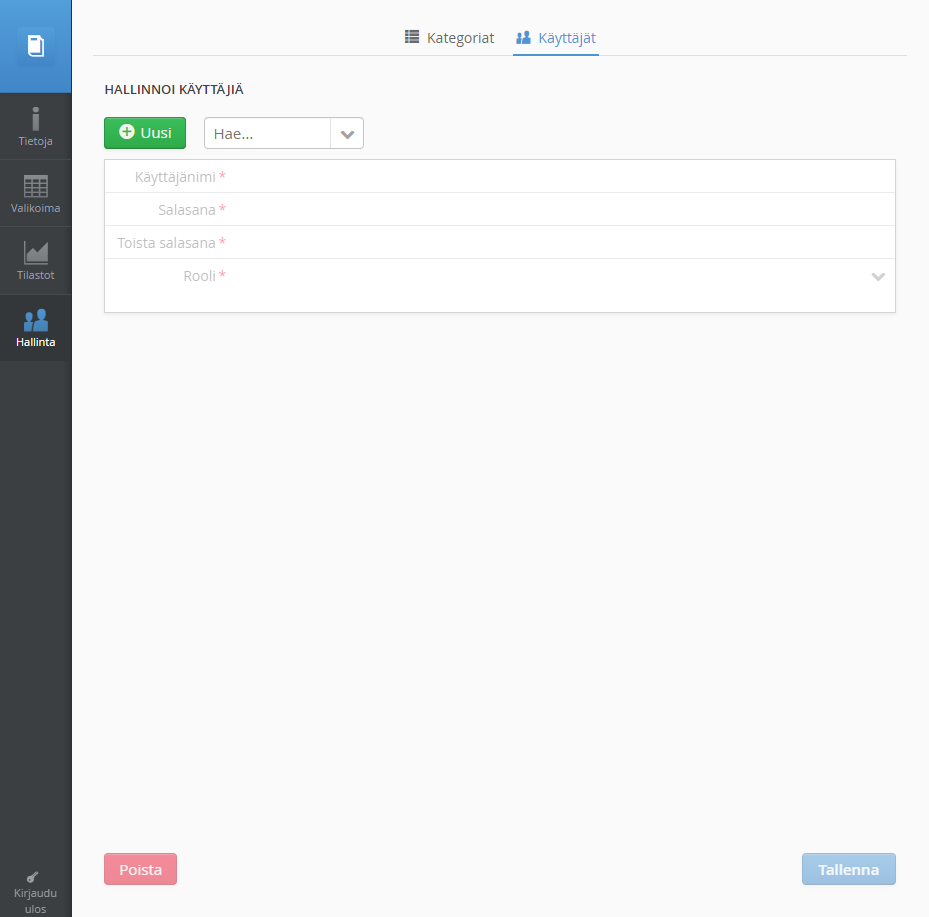 Kategoriat
Käyttäjät
HALLINNOI KÄYTTÄJIÄ
Uusi
Hae...
Käyttäjänimi *
Salasana *
Toista salasana *
Rooli *
Poista
Tallenna
Tietoja
Valikoima
Tilastot
Hallinta
Kirjaudu
ulos